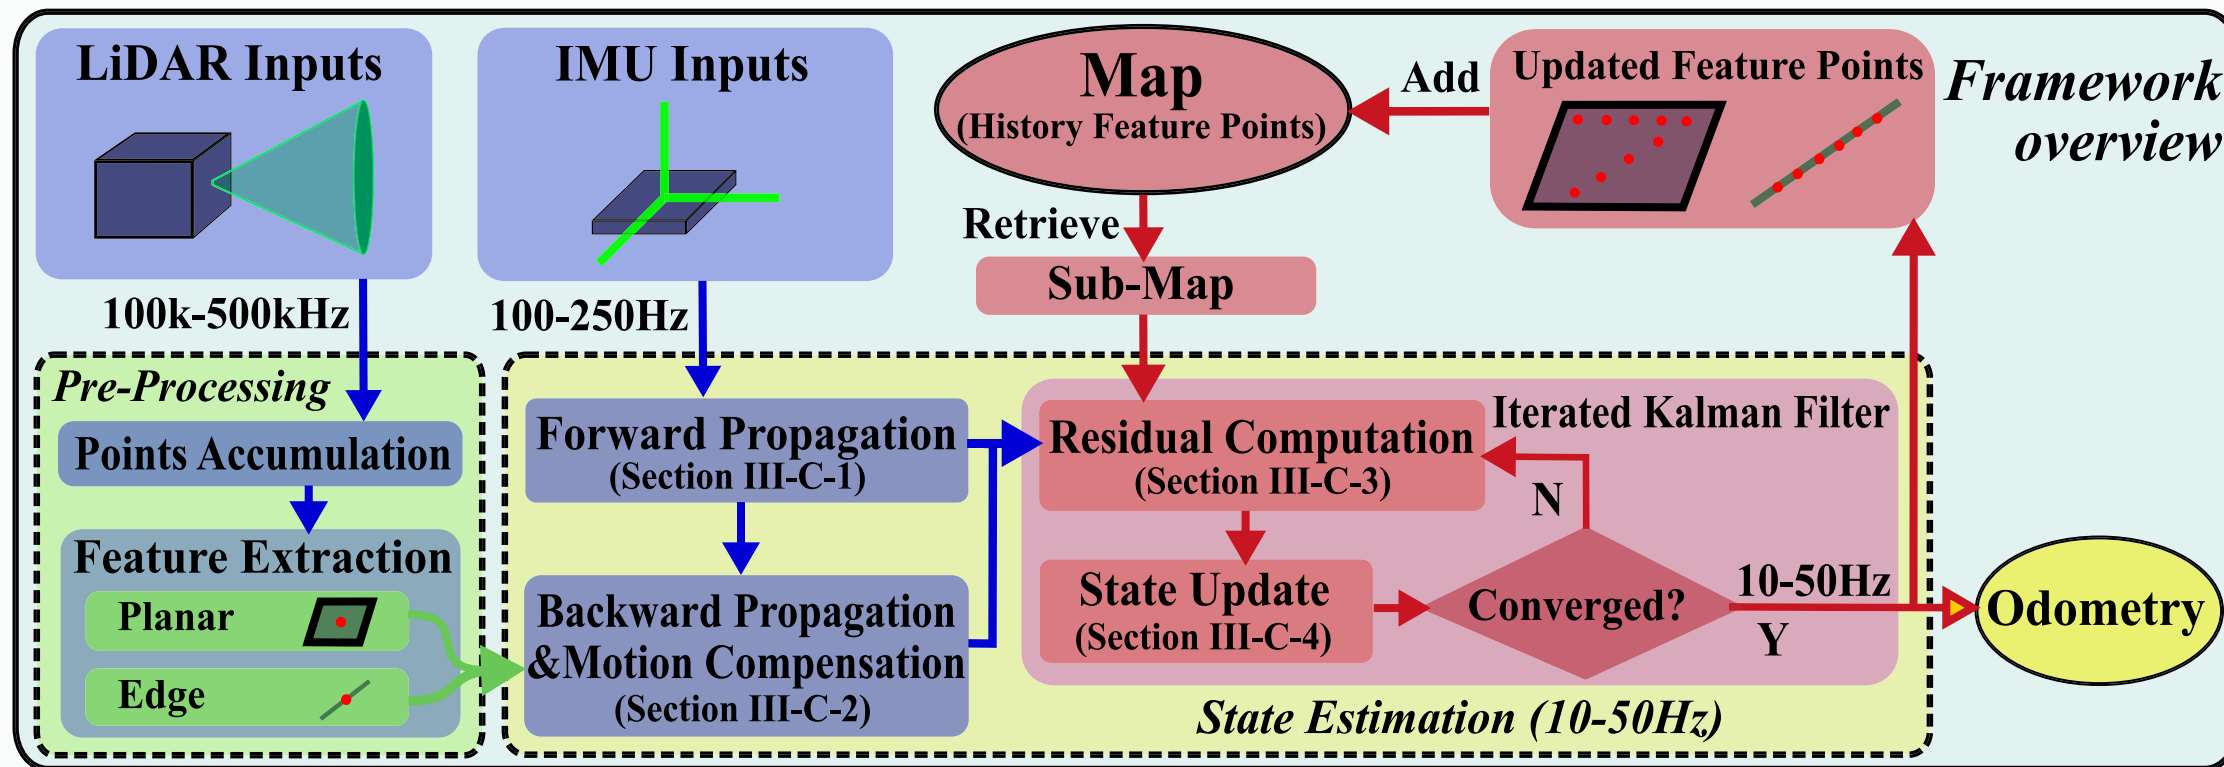 LiDAR Inputs
100k-500kHz
IMU Inputs
100-250Hz
Map
(History Feature Points)
Add
Updated Feature Points
Framework
overview
Retrieve
Sub-Map
Pre-Processing
Points Accumulation
Feature Extraction
Planar
Edge
Forward Propagation
(Section III-C-1)
Backward Propagation
&Motion Compensation
(Section III-C-2)
Iterated Kalman Filter
Residual Computation
(Section III-C-3)
N
State Update
(Section III-C-4)
Converged?
10-50Hz
Y
Odometry
State Estimation (10-50Hz)